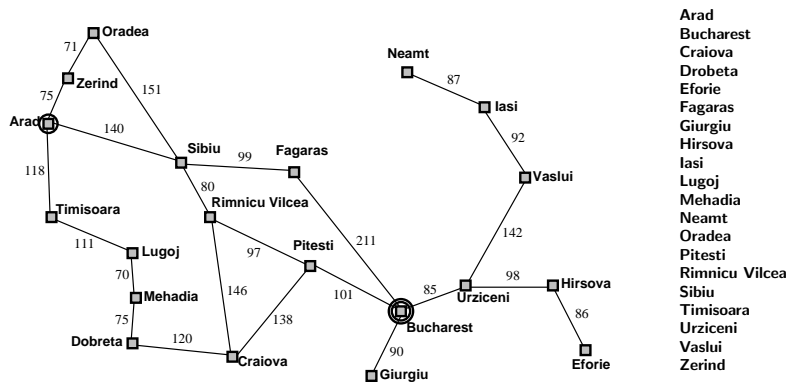 Oradea
71
Zerind
75
151
Arad
140
118
Sibiu
99
Fagaras
80
Timisoara
Rimnicu Vilcea
111
Lugoj
97
Pitesti
211
70
Mehadia
146
101
75
138
Dobreta
120
Craiova
Bucharest
90
Giurgiu
85
Urziceni
98
Hirsova
86
Eforie
142
Vaslui
92
Iasi
87
Neamt
Arad
Bucharest
Craiova
Drobeta
Eforie
Fagaras
Giurgiu
Hirsova
Iasi
Lugoj
Mehadia
Neamt
Oradea
Pitesti
Rimnicu Vilcea
Sibiu
Timisoara
Urziceni
Vaslui
Zerind